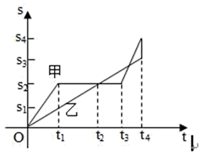 s
s₄
s₃
甲
s₂
s₁
乙
O
t₁
t₂
t₃
t₄
t